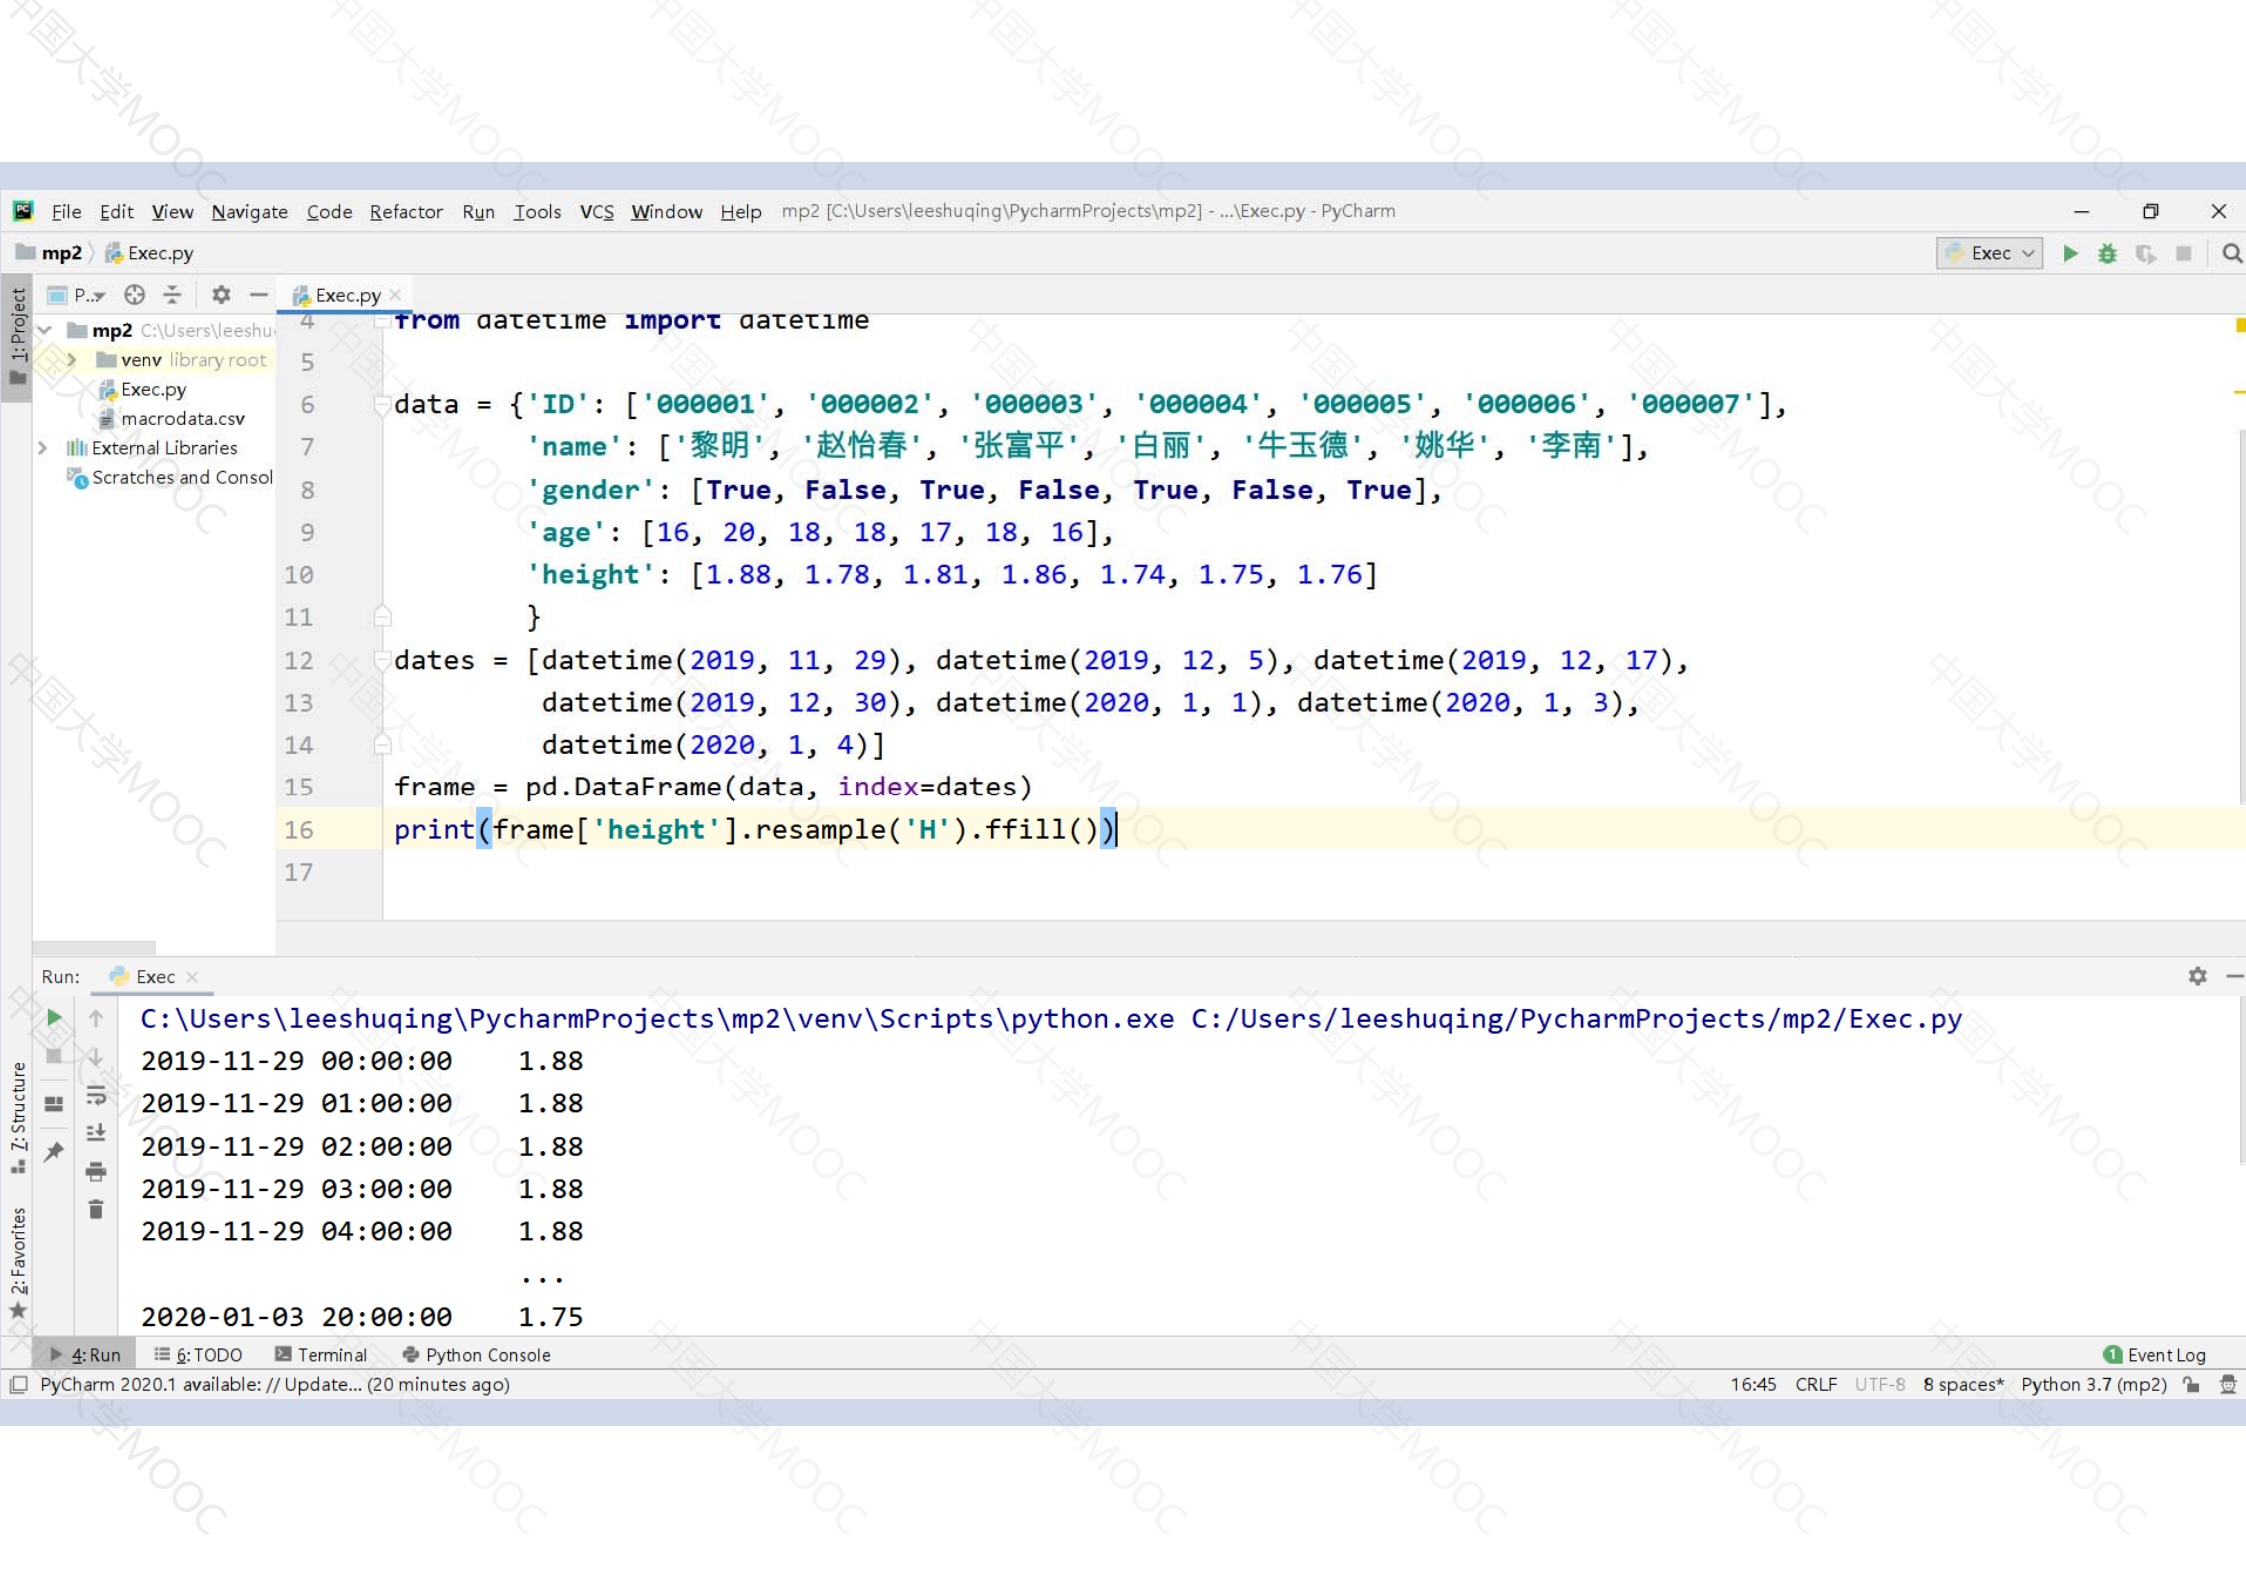 File Edit View Navigate Code Refactor Run Tools VCS Window Help mp2 [C:\Users\leeshuqing\PycharmProjects\mp2] - ...\Exec.py - PyCharm
mp2 Exec.py Exec
1: Project P.. Exec.py
mp2 C:\Users\leeshu
venv library root
Exec.py
macrodata.csv
External Libraries
Scratches and Consol
4 from datetime import datetime
5
6 data = {'ID': ['000001', '000002', '000003', '000004', '000005', '000006', '000007'],
7 'name': ['黎明', '赵怡春', '张富平', '白丽', '牛玉德', '姚华', '李南'],
8 'gender': [True, False, True, False, True, False, True],
9 'age': [16, 20, 18, 18, 17, 18, 16],
10 'height': [1.88, 1.78, 1.81, 1.86, 1.74, 1.75, 1.76]
11 }
12 dates = [datetime(2019, 11, 29), datetime(2019, 12, 5), datetime(2019, 12, 17),
13 datetime(2019, 12, 30), datetime(2020, 1, 1), datetime(2020, 1, 3),
14 datetime(2020, 1, 4)]
15 frame = pd.DataFrame(data, index=dates)
16 print(frame['height'].resample('H').ffill())
17
Run: Exec
C:\Users\leeshuqing\PycharmProjects\mp2\venv\Scripts\python.exe C:/Users/leeshuqing/PycharmProjects/mp2/Exec.py
2019-11-29 00:00:00 1.88
2019-11-29 01:00:00 1.88
2019-11-29 02:00:00 1.88
2019-11-29 03:00:00 1.88
2019-11-29 04:00:00 1.88
...
2020-01-03 20:00:00 1.75
7: Structure
2: Favorites
4: Run 6: TODO Terminal Python Console 1 Event Log
PyCharm 2020.1 available: // Update... (20 minutes ago) 16:45 CRLF UTF-8 8 spaces* Python 3.7 (mp2)
中国大学MOOC